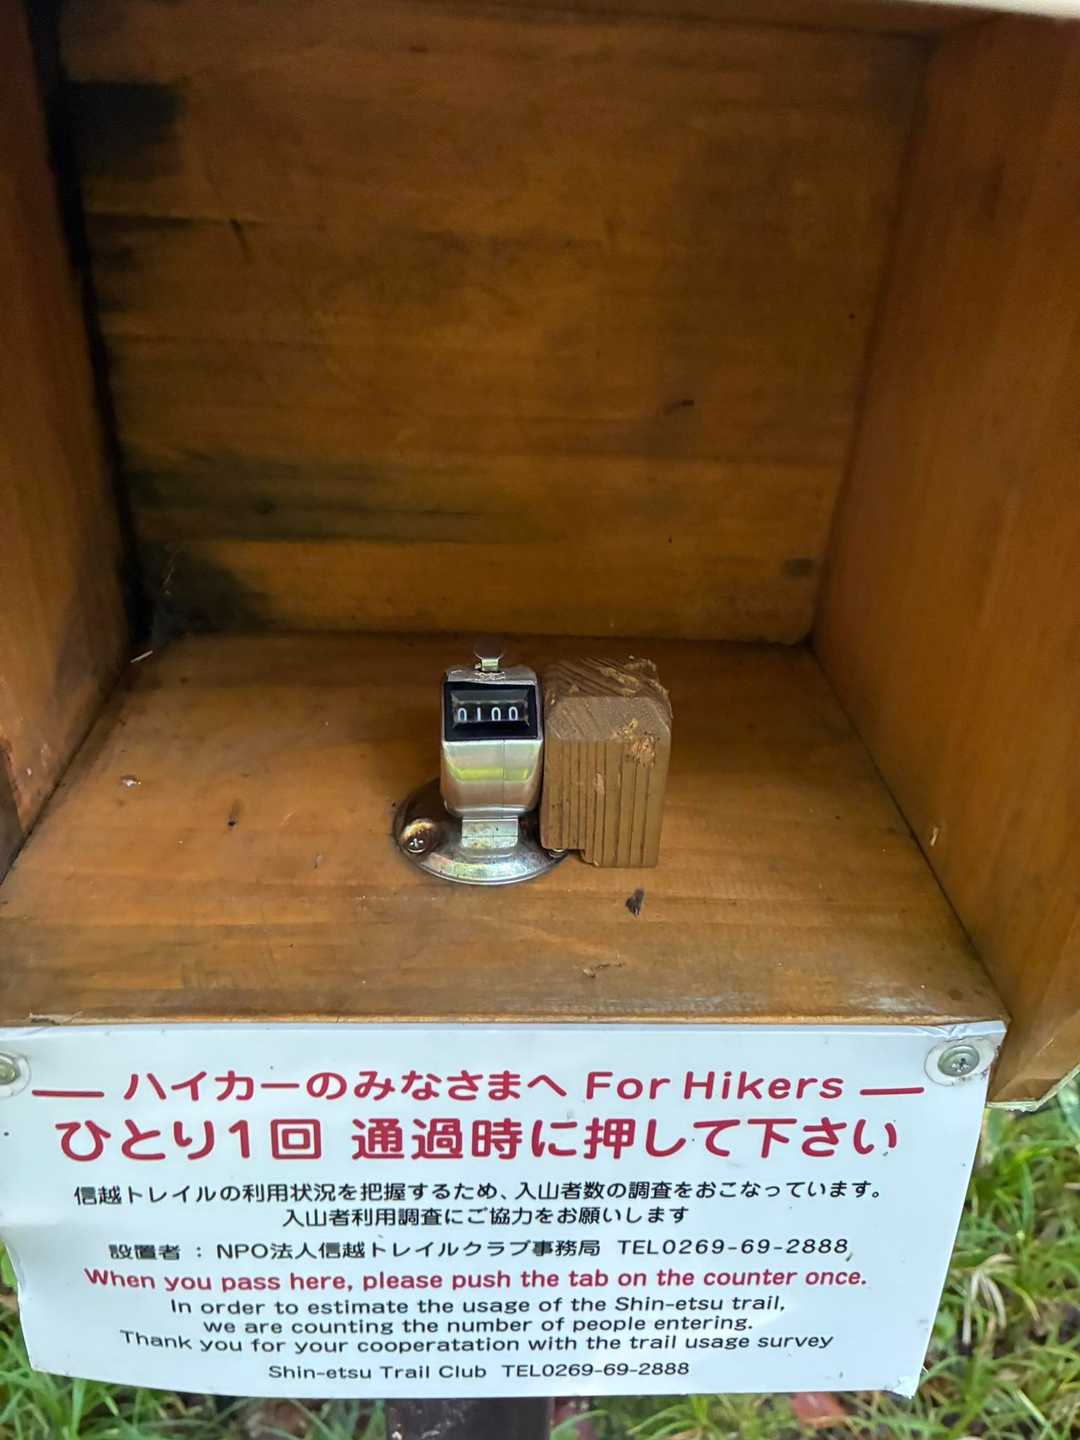 0100
ハイカーのみなさまへ For Hikers
ひとり1回 通過時に押して下さい
信越トレイルの利用状況を把握するため、入山者数の調査をおこなっています。
入山者利用調査にご協力をお願いします
設置者 : NPO法人信越トレイルクラブ事務局 TEL0269-69-2888
When you pass here, please push the tab on the counter once.
In order to estimate the usage of the Shin-etsu trail,
we are counting the number of people entering.
Thank you for your cooperatation with the trail usage survey
Shin-etsu Trail Club TEL0269-69-2888